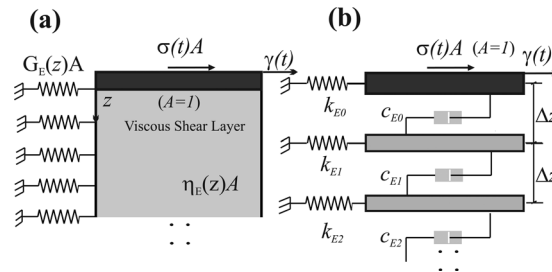 (a)
σ(t)A
γ(t)
G_E(z)A
z
(A=1)
Viscous Shear Layer
η_E(z)A
(b)
σ(t)A (A=1)
γ(t)
k_E0
c_E0
Δz
k_E1
c_E1
Δz
k_E2
c_E2